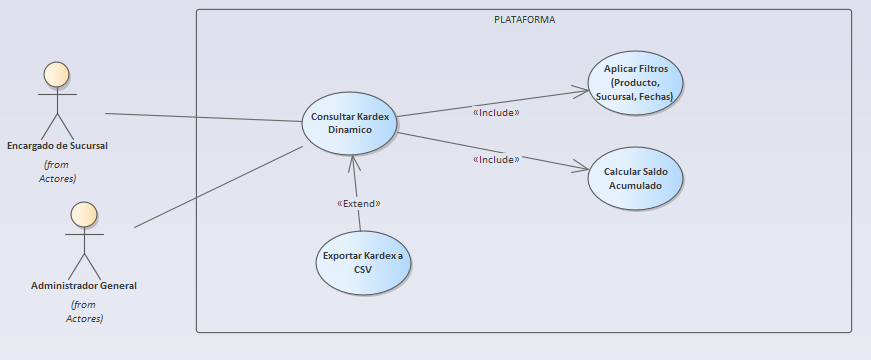 PLATAFORMA
Encargado de Sucursal
(from
Actores)
Administrador General
(from
Actores)
Consultar Kardex
Dinamico
Aplicar Filtros
(Producto,
Sucursal, Fechas)
«Include»
«Include»
Calcular Saldo
Acumulado
«Extend»
Exportar Kardex a
CSV